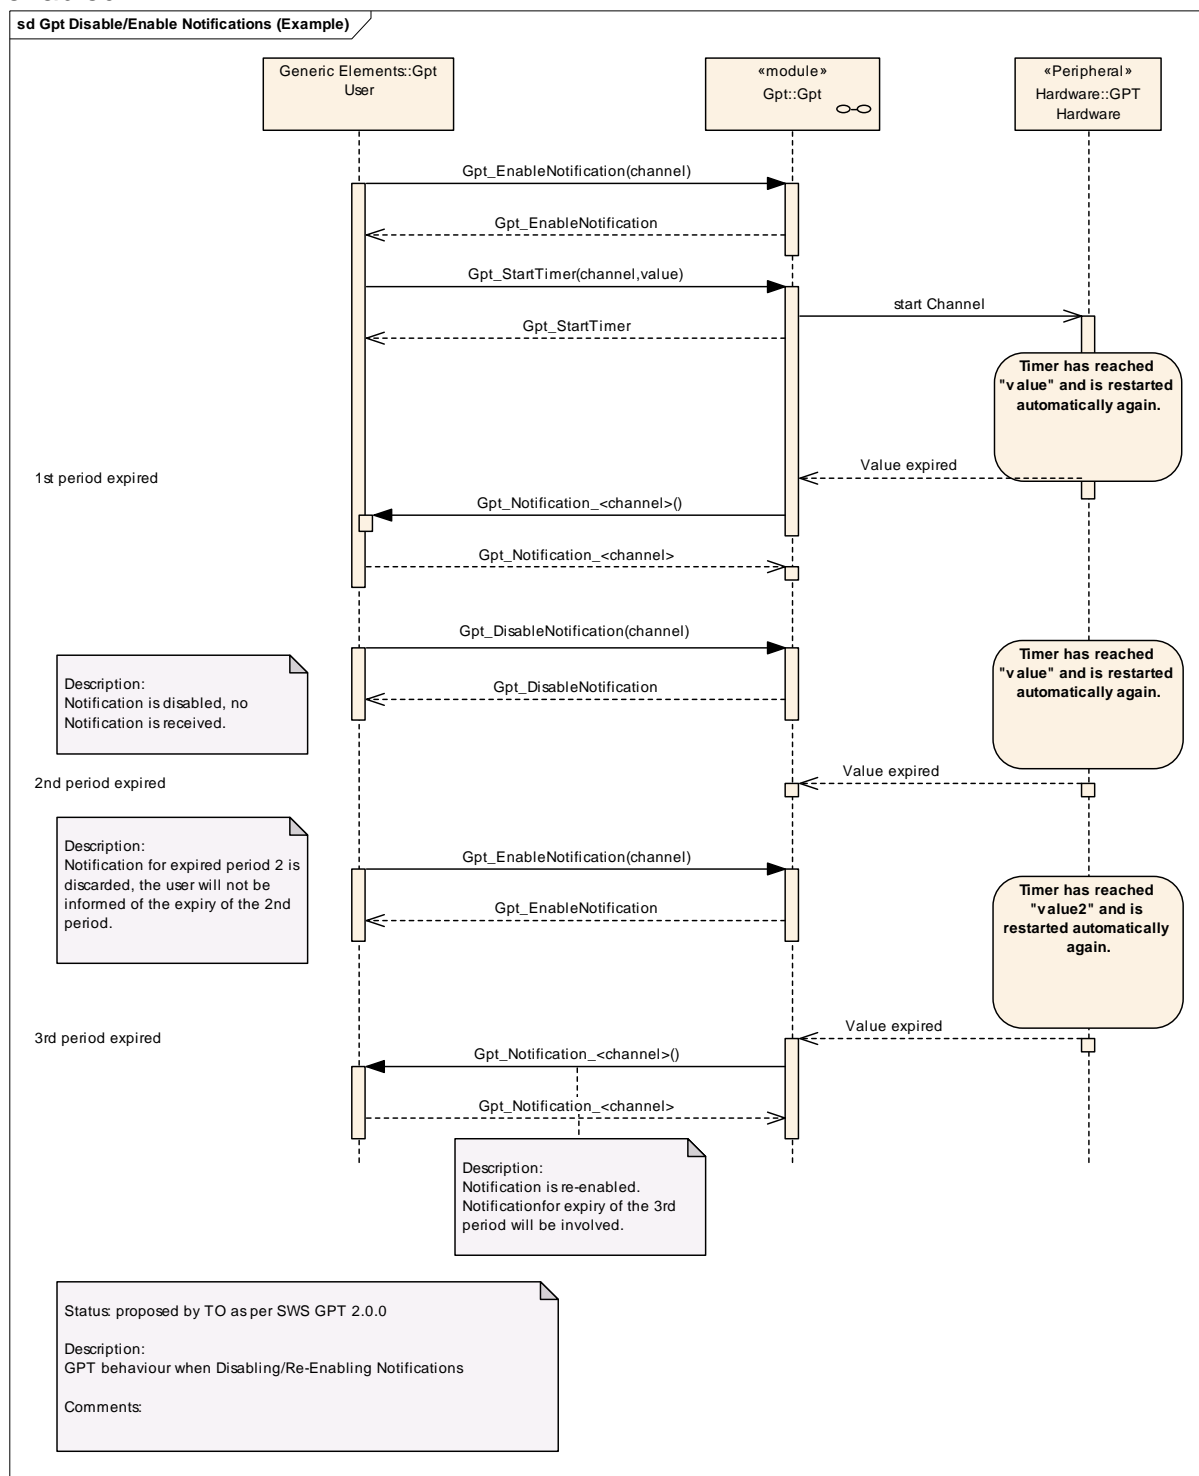 sd Gpt Disable/Enable Notifications (Example)
Generic Elements::Gpt
User
«module»
Gpt::Gpt
«Peripheral»
Hardware::GPT
Hardware
Gpt_EnableNotification(channel)
Gpt_EnableNotification
Gpt_StartTimer(channel,value)
start Channel
Gpt_StartTimer
Timer has reached
"value" and is restarted
automatically again.
Value expired
1st period expired
Gpt_Notification_<channel>()
Gpt_Notification_<channel>
Gpt_DisableNotification(channel)
Timer has reached
"value" and is restarted
automatically again.
Description:
Notification is disabled, no
Notification is received.
Gpt_DisableNotification
Value expired
2nd period expired
Description:
Notification for expired period 2 is
discarded, the user will not be
informed of the expiry of the 2nd
period.
Gpt_EnableNotification(channel)
Gpt_EnableNotification
Timer has reached
"value2" and is
restarted automatically
again.
Value expired
3rd period expired
Gpt_Notification_<channel>()
Gpt_Notification_<channel>
Description:
Notification is re-enabled.
Notificationfor expiry of the 3rd
period will be involved.
Status: proposed by TO as per SWS GPT 2.0.0
Description:
GPT behaviour when Disabling/Re-Enabling Notifications
Comments: